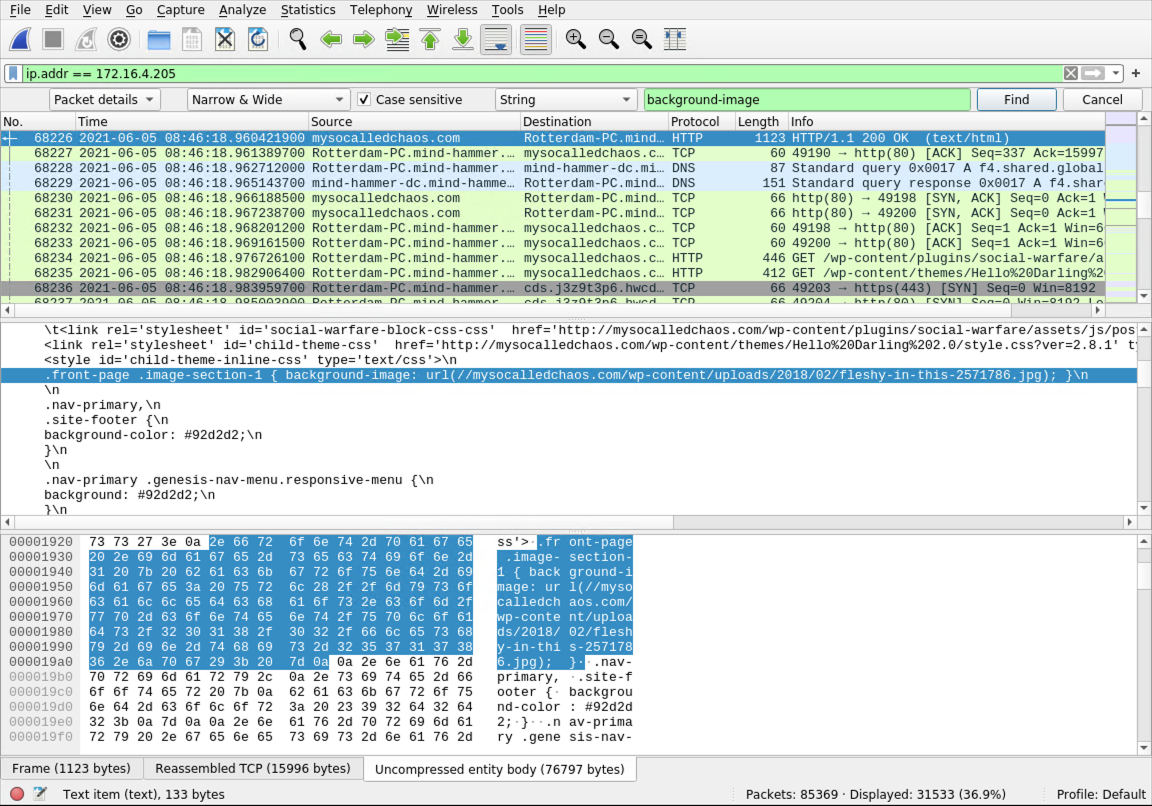 File Edit View Go Capture Analyze Statistics Telephony Wireless Tools Help
ip.addr == 172.16.4.205
Packet details Narrow & Wide Case sensitive String background-image Find Cancel
No. Time Source Destination Protocol Length Info
68226 2021-06-05 08:46:18.960421900 mysocalledchaos.com Rotterdam-PC.mind… HTTP 1123 HTTP/1.1 200 OK  (text/html)
68227 2021-06-05 08:46:18.961389700 Rotterdam-PC.mind-hammer.… mysocalledchaos.c… TCP 60 49190 → http(80) [ACK] Seq=337 Ack=15997
68228 2021-06-05 08:46:18.962712000 Rotterdam-PC.mind-hammer.… mind-hammer-dc.mi… DNS 87 Standard query 0x0017 A f4.shared.global
68229 2021-06-05 08:46:18.965143700 mind-hammer-dc.mind-hamme… Rotterdam-PC.mind… DNS 151 Standard query response 0x0017 A f4.shar
68230 2021-06-05 08:46:18.966188500 mysocalledchaos.com Rotterdam-PC.mind… TCP 66 http(80) → 49198 [SYN, ACK] Seq=0 Ack=1
68231 2021-06-05 08:46:18.967238700 mysocalledchaos.com Rotterdam-PC.mind… TCP 66 http(80) → 49200 [SYN, ACK] Seq=0 Ack=1
68232 2021-06-05 08:46:18.968201200 Rotterdam-PC.mind-hammer.… mysocalledchaos.c… TCP 60 49198 → http(80) [ACK] Seq=1 Ack=1 Win=6
68233 2021-06-05 08:46:18.969161500 Rotterdam-PC.mind-hammer.… mysocalledchaos.c… TCP 60 49200 → http(80) [ACK] Seq=1 Ack=1 Win=6
68234 2021-06-05 08:46:18.976726100 Rotterdam-PC.mind-hammer.… mysocalledchaos.c… HTTP 446 GET /wp-content/plugins/social-warfare/a
68235 2021-06-05 08:46:18.982906400 Rotterdam-PC.mind-hammer.… mysocalledchaos.c… HTTP 412 GET /wp-content/themes/Hello%20Darling%2
68236 2021-06-05 08:46:18.983959700 Rotterdam-PC.mind-hammer.… cds.j3z9t3p6.hwcd… TCP 66 49203 → https(443) [SYN] Seq=0 Win=8192
68237 2021-06-05 08:46:18.985003900 Rotterdam-PC.mind-hammer.… cds.j3z9t3p6.hwcd… TCP 66 49204 → http(80) [SYN] Seq=0 Win=8192
\t<link rel='stylesheet' id='social-warfare-block-css-css'  href='http://mysocalledchaos.com/wp-content/plugins/social-warfare/assets/js/pos
<link rel='stylesheet' id='child-theme-css'  href='http://mysocalledchaos.com/wp-content/themes/Hello%20Darling%202.0/style.css?ver=2.8.1' ty
<style id='child-theme-inline-css' type='text/css'>\n
.front-page .image-section-1 { background-image: url(//mysocalledchaos.com/wp-content/uploads/2018/02/fleshy-in-this-2571786.jpg); }\n
\n
.nav-primary,\n
.site-footer {\n
background-color: #92d2d2;\n
}\n
\n
.nav-primary .genesis-nav-menu.responsive-menu {\n
background: #92d2d2;\n
}\n
00001920 73 73 27 3e 0a 2e 66 72 6f 6e 74 2d 70 61 67 65 ss'>·.fr ont-page
00001930 20 2e 69 6d 61 67 65 2d 73 65 63 74 69 6f 6e 2d .image- section-
00001940 31 20 7b 20 62 61 63 6b 67 72 6f 75 6e 64 2d 69 1 { back ground-i
00001950 6d 61 67 65 3a 20 75 72 6c 28 2f 2f 6d 79 73 6f mage: ur l(//myso
00001960 63 61 6c 6c 65 64 63 68 61 6f 73 2e 63 6f 6d 2f calledch aos.com/
00001970 77 70 2d 63 6f 6e 74 65 6e 74 2f 75 70 6c 6f 61 wp-conte nt/uploa
00001980 64 73 2f 32 30 31 38 2f 30 32 2f 66 6c 65 73 68 ds/2018/ 02/flesh
00001990 79 2d 69 6e 2d 74 68 69 73 2d 32 35 37 31 37 38 y-in-thi s-257178
000019a0 36 2e 6a 70 67 29 3b 20 7d 0a 0a 2e 6e 61 76 2d 6.jpg); }··.nav-
000019b0 70 72 69 6d 61 72 79 2c 0a 2e 73 69 74 65 2d 66 primary, ·.site-f
000019c0 6f 6f 74 65 72 20 7b 0a 62 61 63 6b 67 72 6f 75 ooter {· backgrou
000019d0 6e 64 2d 63 6f 6c 6f 72 3a 20 23 39 32 64 32 64 nd-color : #92d2d
000019e0 32 3b 0a 7d 0a 0a 2e 6e 61 76 2d 70 72 69 6d 61 2;·}··.n av-prima
000019f0 72 79 20 2e 67 65 6e 65 73 69 73 2d 6e 61 76 2d ry .gene sis-nav-
Frame (1123 bytes) Reassembled TCP (15996 bytes) Uncompressed entity body (76797 bytes)
Text item (text), 133 bytes Packets: 85369 · Displayed: 31533 (36.9%) Profile: Default